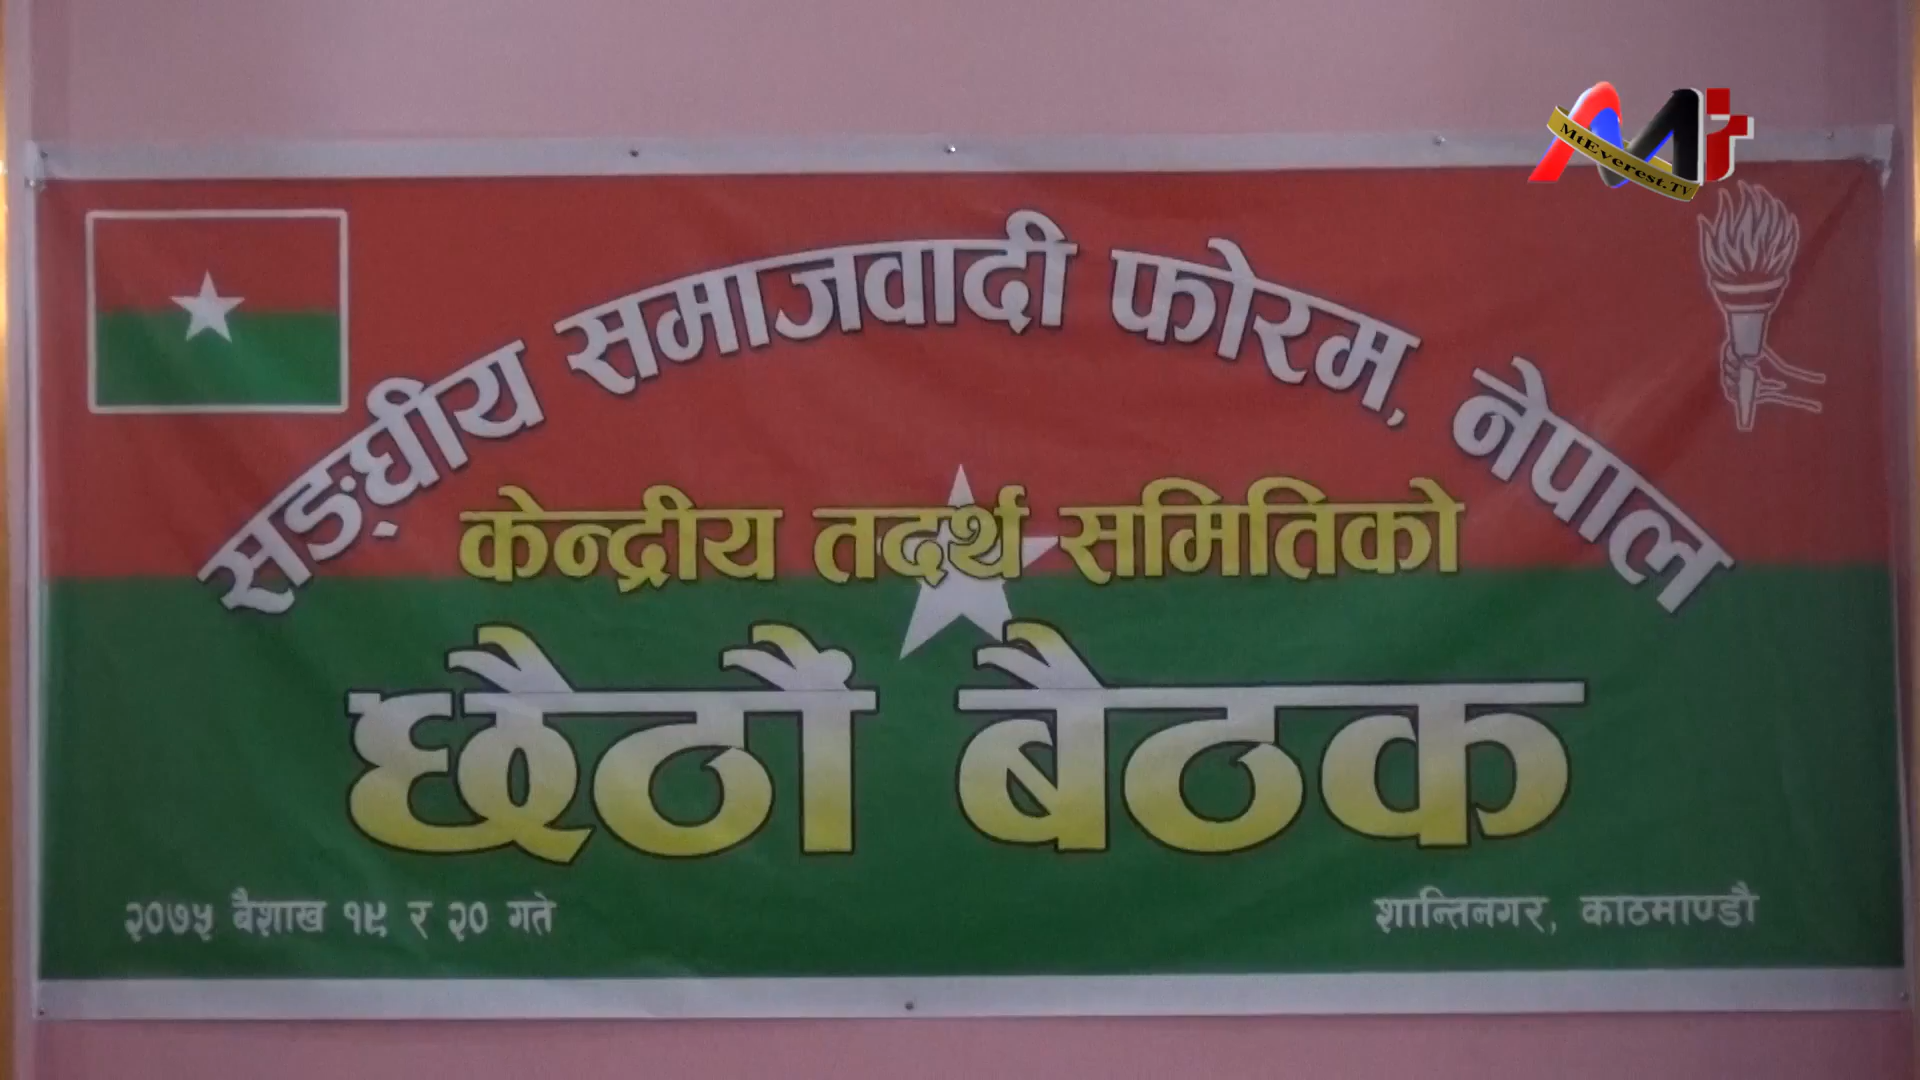 MtEverest.TV
सङ्घीय समाजवादी फोरम, नेपाल
केन्द्रीय तदर्थ समितिको
छैठौं बैठक
२०७५ बैशाख १९ र २० गते
शान्तिनगर, काठमाण्डौ